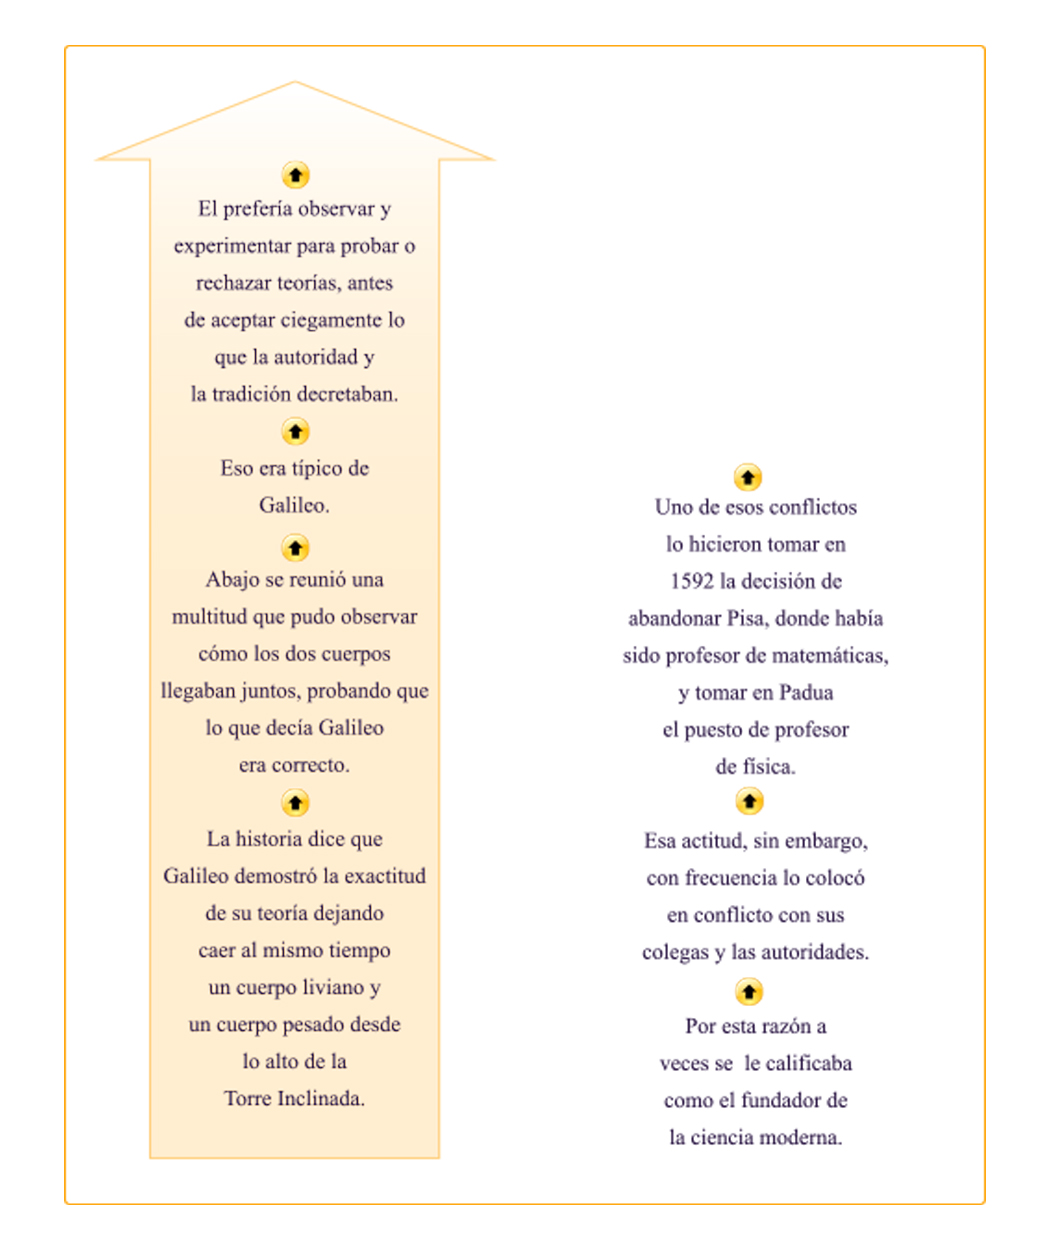 El prefería observar y
experimentar para probar o
rechazar teorías, antes
de aceptar ciegamente lo
que la autoridad y
la tradición decretaban.
Eso era típico de
Galileo.
Abajo se reunió una
multitud que pudo observar
cómo los dos cuerpos
llegaban juntos, probando que
lo que decía Galileo
era correcto.
La historia dice que
Galileo demostró la exactitud
de su teoría dejando
caer al mismo tiempo
un cuerpo liviano y
un cuerpo pesado desde
lo alto de la
Torre Inclinada.
Uno de esos conflictos
lo hicieron tomar en
1592 la decisión de
abandonar Pisa, donde había
sido profesor de matemáticas,
y tomar en Padua
el puesto de profesor
de física.
Esa actitud, sin embargo,
con frecuencia lo colocó
en conflicto con sus
colegas y las autoridades.
Por esta razón a
veces se le calificaba
como el fundador de
la ciencia moderna.